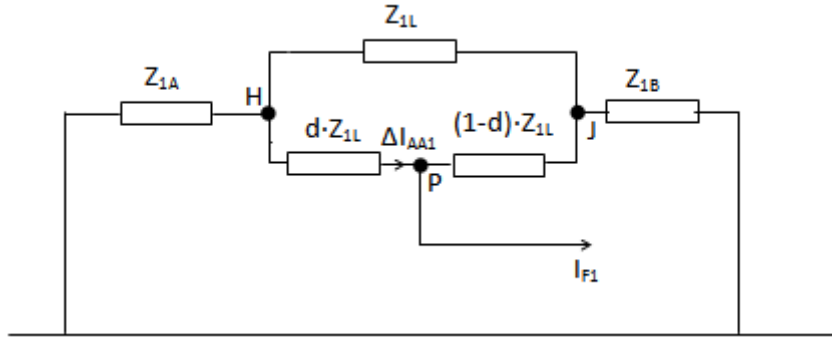 Z1L
Z1A
H
Z1B
d·Z1L
ΔIAA1
(1-d)·Z1L
J
P
IF1